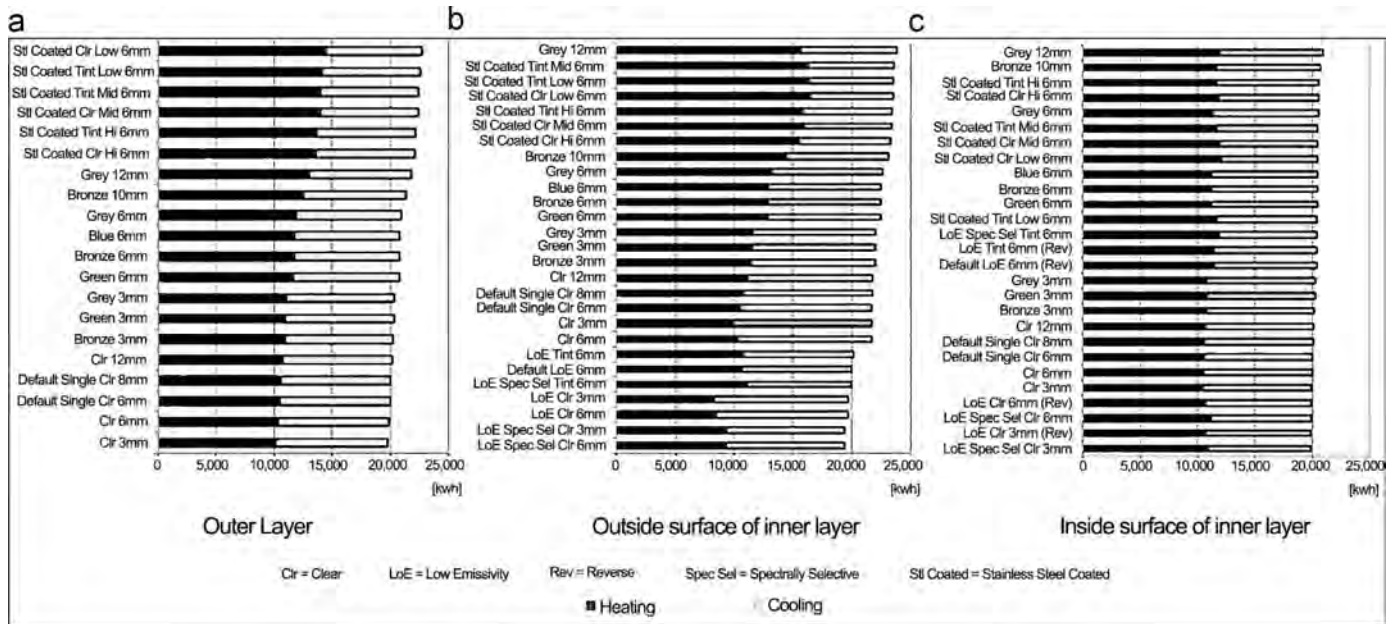 a
Stl Coated Clr Low 6mm
Stl Coated Tint Low 6mm
Stl Coated Tint Mid 6mm
Stl Coated Clr Mid 6mm
Stl Coated Tint Hi 6mm
Stl Coated Clr Hi 6mm
Grey 12mm
Bronze 10mm
Grey 6mm
Blue 6mm
Bronze 6mm
Green 6mm
Grey 3mm
Green 3mm
Bronze 3mm
Clr 12mm
Default Single Clr 8mm
Default Single Clr 6mm
Clr 6mm
Clr 3mm
0 5,000 10,000 15,000 20,000 25,000
[kwh]
Outer Layer
b
Grey 12mm
Stl Coated Tint Mid 6mm
Stl Coated Tint Low 6mm
Stl Coated Clr Low 6mm
Stl Coated Tint Hi 6mm
Stl Coated Clr Mid 6mm
Stl Coated Clr Hi 6mm
Bronze 10mm
Grey 6mm
Blue 6mm
Bronze 6mm
Green 6mm
Grey 3mm
Green 3mm
Bronze 3mm
Clr 12mm
Default Single Clr 8mm
Default Single Clr 6mm
Clr 3mm
Clr 6mm
LoE Tint 6mm
Default LoE 6mm
LoE Spec Sel Tint 6mm
LoE Clr 3mm
LoE Clr 6mm
LoE Spec Sel Clr 3mm
LoE Spec Sel Clr 6mm
0 5,000 10,000 15,000 20,000 25,000
[kwh]
Outside surface of inner layer
c
Grey 12mm
Bronze 10mm
Stl Coated Tint Hi 6mm
Stl Coated Clr Hi 6mm
Grey 6mm
Stl Coated Tint Mid 6mm
Stl Coated Clr Mid 6mm
Stl Coated Clr Low 6mm
Blue 6mm
Bronze 6mm
Green 6mm
Stl Coated Tint Low 6mm
LoE Spec Sel Tint 6mm
LoE Tint 6mm (Rev)
Default LoE 6mm (Rev)
Grey 3mm
Green 3mm
Bronze 3mm
Clr 12mm
Default Single Clr 8mm
Default Single Clr 6mm
Clr 6mm
Clr 3mm
LoE Clr 6mm (Rev)
LoE Spec Sel Clr 6mm
LoE Clr 3mm (Rev)
LoE Spec Sel Clr 3mm
0 5,000 10,000 15,000 20,000 25,000
[kwh]
Inside surface of inner layer
Clr = Clear LoE = Low Emissivity Rev = Reverse Spec Sel = Spectrally Selective Stl Coated = Stainless Steel Coated
Heating Cooling